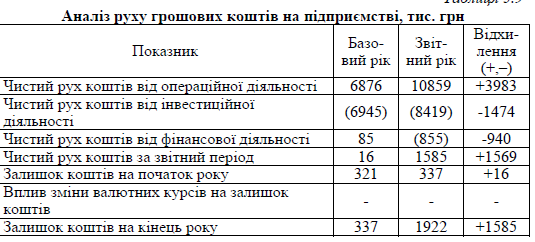 Таблиця 3.9
Аналіз руху грошових коштів на підприємстві, тис. грн
Показник
Базо-
вий рік
Звіт-
ний рік
Відхи-
лення
(+,–)
Чистий рух коштів від операційної діяльності 6876 10859 +3983
Чистий рух коштів від інвестиційної
діяльності (6945) (8419) -1474
Чистий рух коштів від фінансової діяльності 85 (855) -940
Чистий рух коштів за звітний період 16 1585 +1569
Залишок коштів на початок року 321 337 +16
Вплив зміни валютних курсів на залишок
коштів - - -
Залишок коштів на кінець року 337 1922 +1585